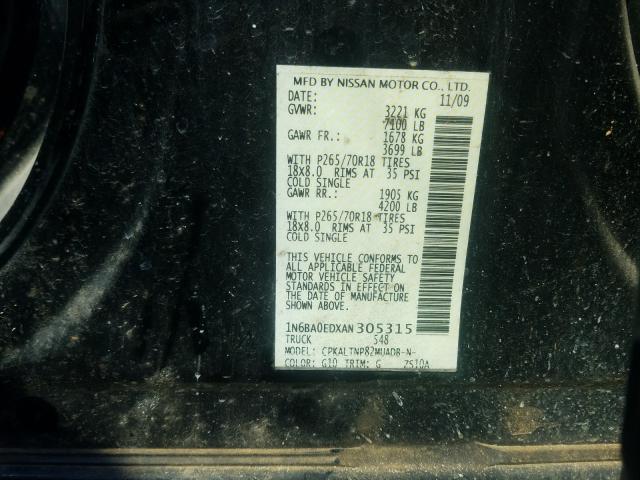 MFD BY NISSAN MOTOR CO., LTD.
DATE: 11/09
GVWR: 3221 KG
7100 LB
GAWR FR.: 1678 KG
3699 LB
WITH P265/70R18 TIRES
18X8.0 RIMS AT 35 PSI
COLD SINGLE
GAWR RR.: 1905 KG
4200 LB
WITH P265/70R18 TIRES
18X8.0 RIMS AT 35 PSI
COLD SINGLE
THIS VEHICLE CONFORMS TO
ALL APPLICABLE FEDERAL
MOTOR VEHICLE SAFETY
STANDARDS IN EFFECT ON
THE DATE OF MANUFACTURE
SHOWN ABOVE.
1N6BA0EDXAN305315
TRUCK 548
MODEL: CPKALTNP82MUADR-N-
COLOR: G10 TRIM: G 2510A